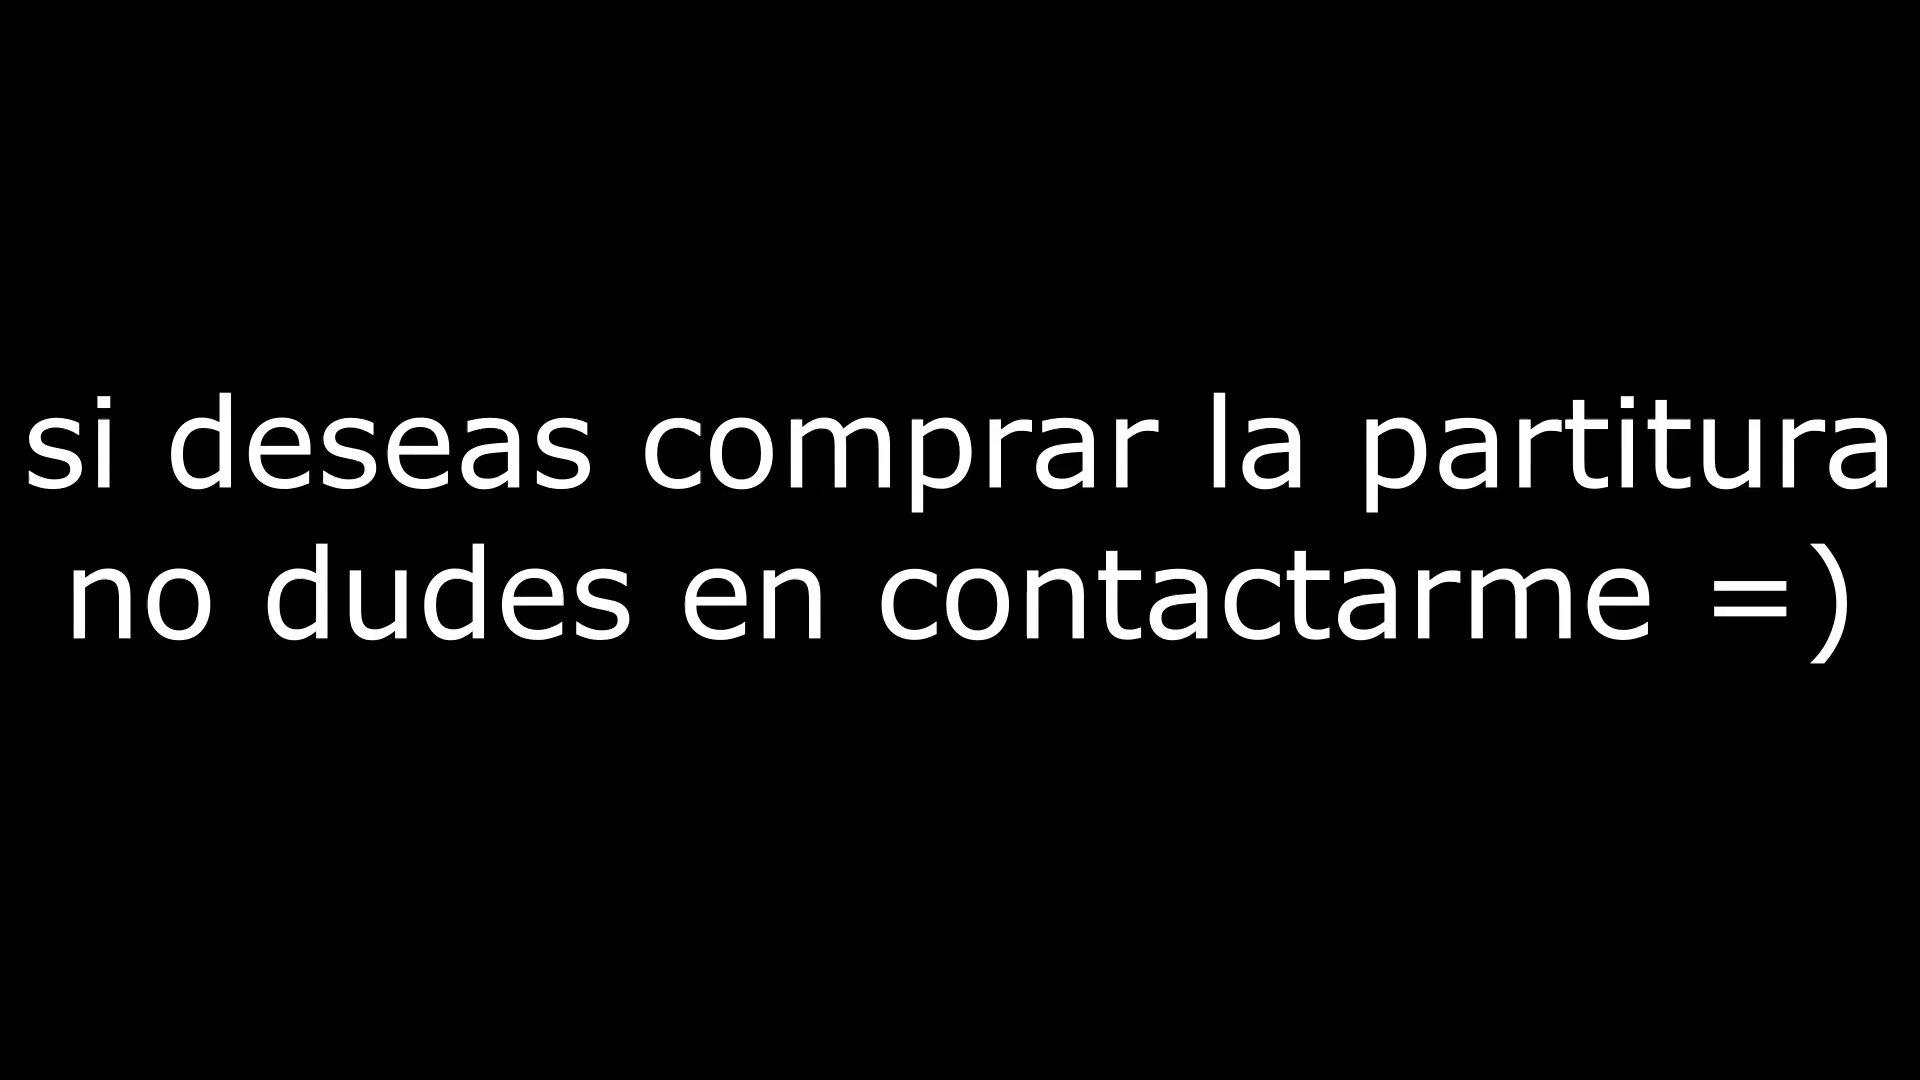 si deseas comprar la partitura
no dudes en contactarme =)